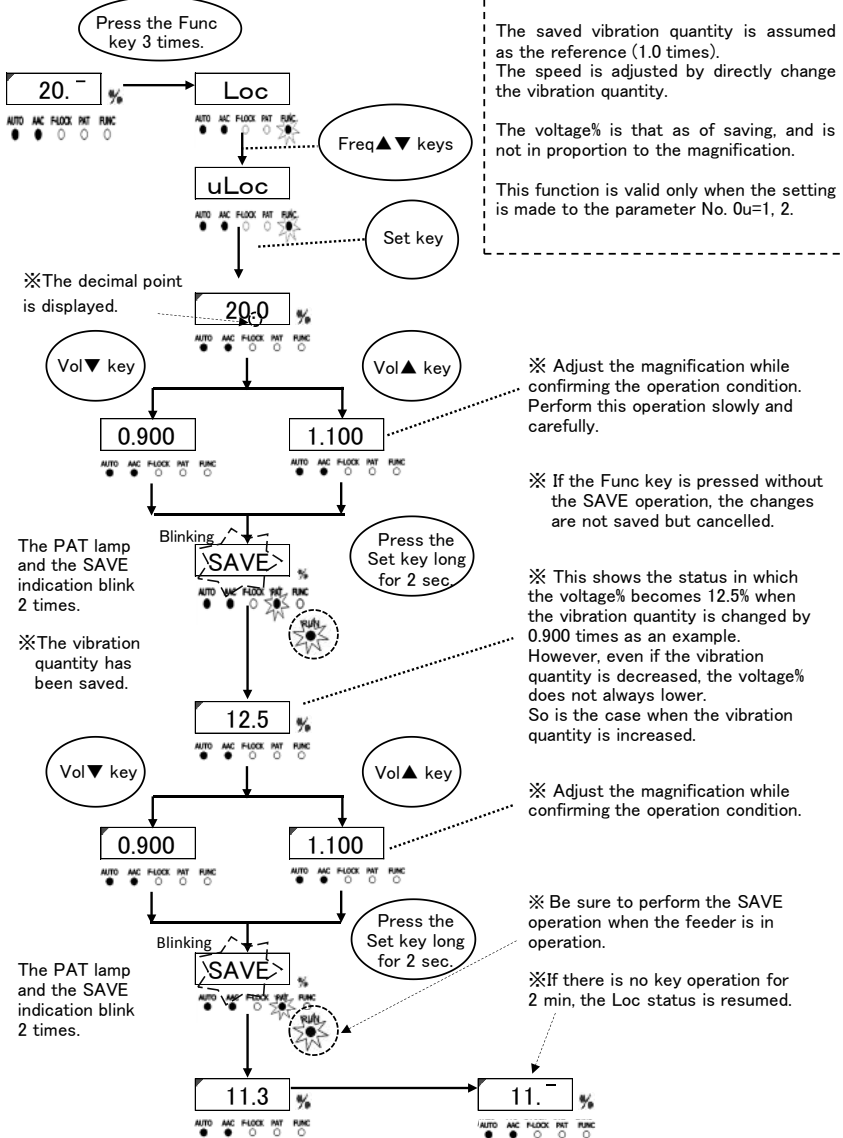 Press the Func
key 3 times.
The saved vibration quantity is assumed
as the reference (1.0 times).
The speed is adjusted by directly change
the vibration quantity.
The voltage% is that as of saving, and is
not in proportion to the magnification.
This function is valid only when the setting
is made to the parameter No. 0u=1, 2.
20.¯ %
AUTO AAC F-LOCK PAT FUNC
Loc
AUTO AAC F-LOCK PAT FUNC
Freq▲▼ keys
uLoc
AUTO AAC F-LOCK PAT FUNC
Set key
※The decimal point
is displayed.
20.0 %
AUTO AAC F-LOCK PAT FUNC
Vol▼ key
Vol▲ key
※ Adjust the magnification while
confirming the operation condition.
Perform this operation slowly and
carefully.
0.900
AUTO AAC F-LOCK PAT FUNC
1.100
AUTO AAC F-LOCK PAT FUNC
※ If the Func key is pressed without
the SAVE operation, the changes
are not saved but cancelled.
Blinking
SAVE %
AUTO AAC F-LOCK PAT FUNC
RUN
Press the
Set key long
for 2 sec.
The PAT lamp
and the SAVE
indication blink
2 times.
※The vibration
quantity has
been saved.
※ This shows the status in which
the voltage% becomes 12.5% when
the vibration quantity is changed by
0.900 times as an example.
However, even if the vibration
quantity is decreased, the voltage%
does not always lower.
So is the case when the vibration
quantity is increased.
12.5 %
AUTO AAC F-LOCK PAT FUNC
Vol▼ key
Vol▲ key
※ Adjust the magnification while
confirming the operation condition.
0.900
AUTO AAC F-LOCK PAT FUNC
1.100
AUTO AAC F-LOCK PAT FUNC
※ Be sure to perform the SAVE
operation when the feeder is in
operation.
Blinking
SAVE %
AUTO AAC F-LOCK PAT FUNC
RUN
Press the
Set key long
for 2 sec.
The PAT lamp
and the SAVE
indication blink
2 times.
※If there is no key operation for
2 min, the Loc status is resumed.
11.3 %
AUTO AAC F-LOCK PAT FUNC
11.¯ %
AUTO AAC F-LOCK PAT FUNC